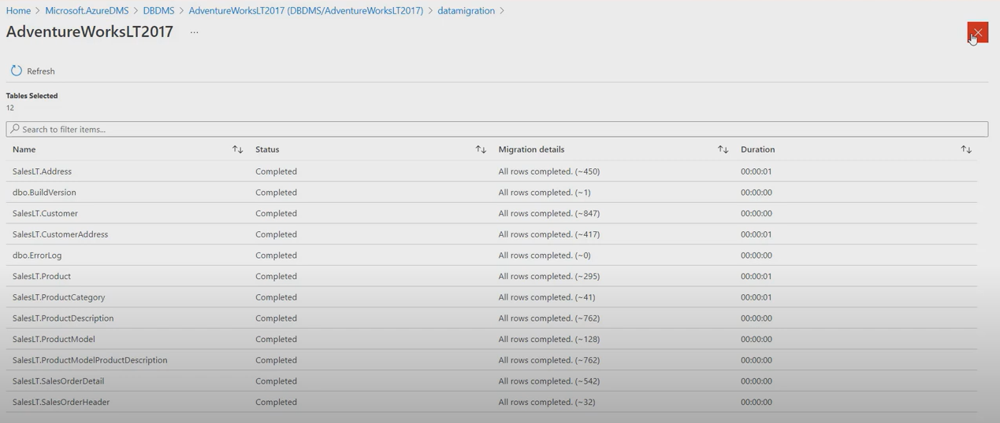 Home > Microsoft.AzureDMS > DBDMS > AdventureWorksLT2017 (DBDMS/AdventureWorksLT2017) > datamigration >
AdventureWorksLT2017 ...
Refresh
Tables Selected
12
Search to filter items...
Name Status Migration details Duration
SalesLT.Address Completed All rows completed. (~450) 00:00:01
dbo.BuildVersion Completed All rows completed. (~1) 00:00:00
SalesLT.Customer Completed All rows completed. (~847) 00:00:00
SalesLT.CustomerAddress Completed All rows completed. (~417) 00:00:01
dbo.ErrorLog Completed All rows completed. (~0) 00:00:00
SalesLT.Product Completed All rows completed. (~295) 00:00:01
SalesLT.ProductCategory Completed All rows completed. (~41) 00:00:01
SalesLT.ProductDescription Completed All rows completed. (~762) 00:00:00
SalesLT.ProductModel Completed All rows completed. (~128) 00:00:00
SalesLT.ProductModelProductDescription Completed All rows completed. (~762) 00:00:00
SalesLT.SalesOrderDetail Completed All rows completed. (~542) 00:00:00
SalesLT.SalesOrderHeader Completed All rows completed. (~32) 00:00:00